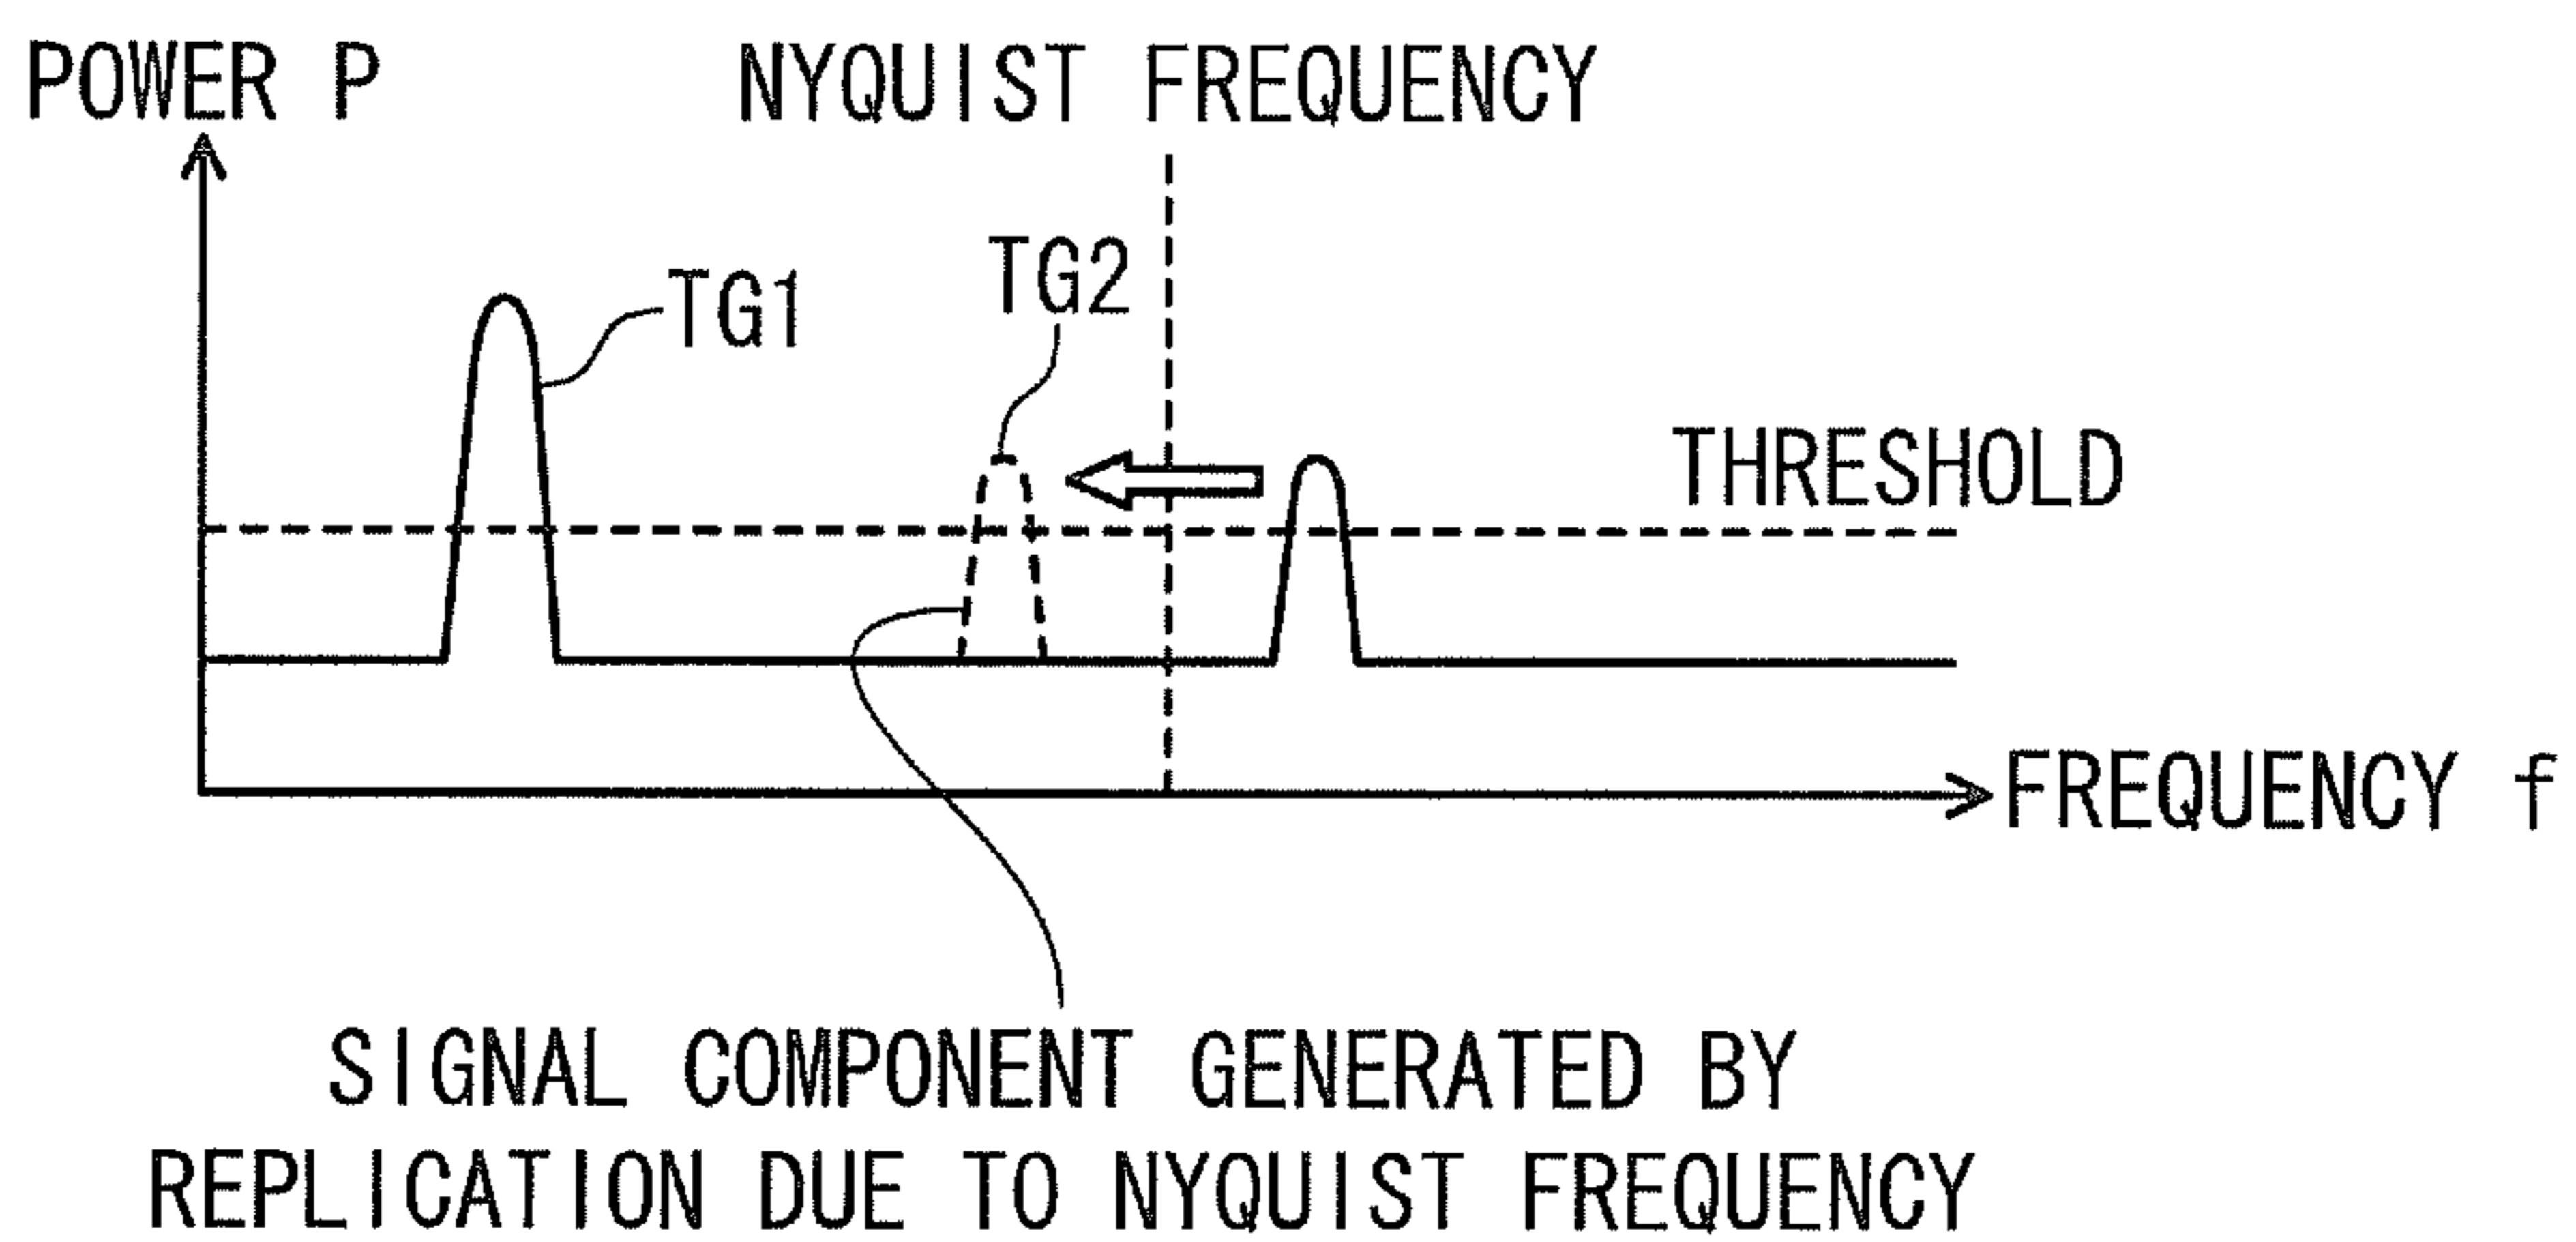 POWER P
NYQUIST FREQUENCY
TG1
TG2
THRESHOLD
FREQUENCY f
SIGNAL COMPONENT GENERATED BY
REPLICATION DUE TO NYQUIST FREQUENCY